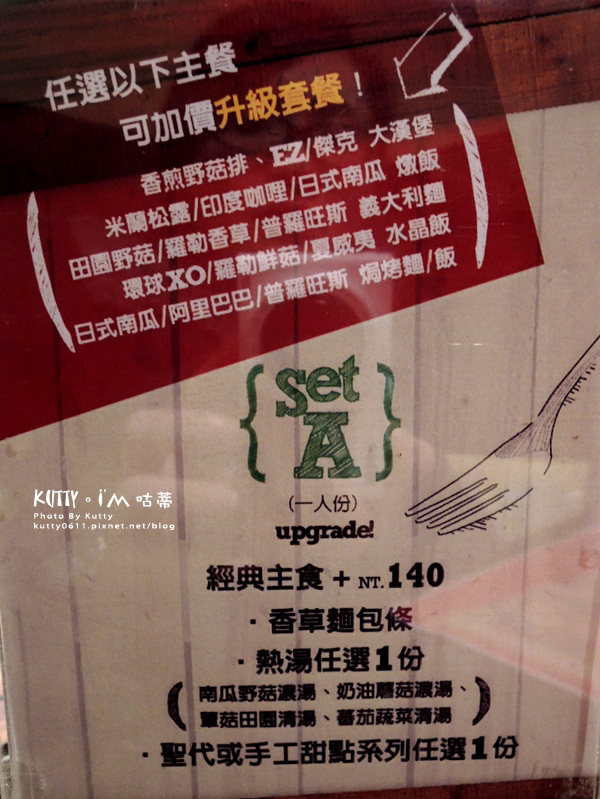 任選以下主餐
可加價升級套餐！
香煎野菇排、EZ/傑克 大漢堡
米蘭松露/印度咖哩/日式南瓜 燉飯
田園野菇/羅勒香草/普羅旺斯 義大利麵
環球XO/羅勒鮮菇/夏威夷 水晶飯
日式南瓜/阿里巴巴/普羅旺斯 焗烤麵/飯
Set
A
(一人份)
upgrade!
KUTTY。I'M 咕蒂
Photo By Kutty
kutty0611.pixnet.net/blog
經典主食 + NT.140
·香草麵包條
·熱湯任選1份
(南瓜野菇濃湯、奶油蘑菇濃湯、
蕈菇田園清湯、蕃茄蔬菜清湯)
·聖代或手工甜點系列任選1份